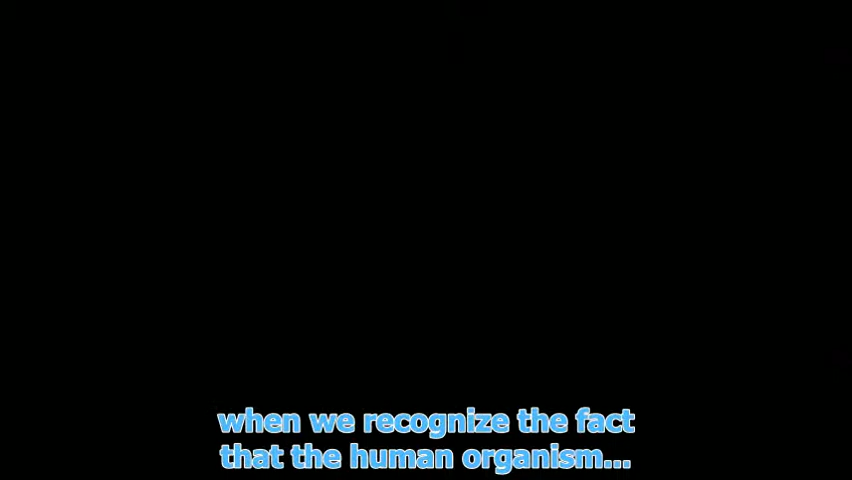 when we recognize the fact
that the human organism...